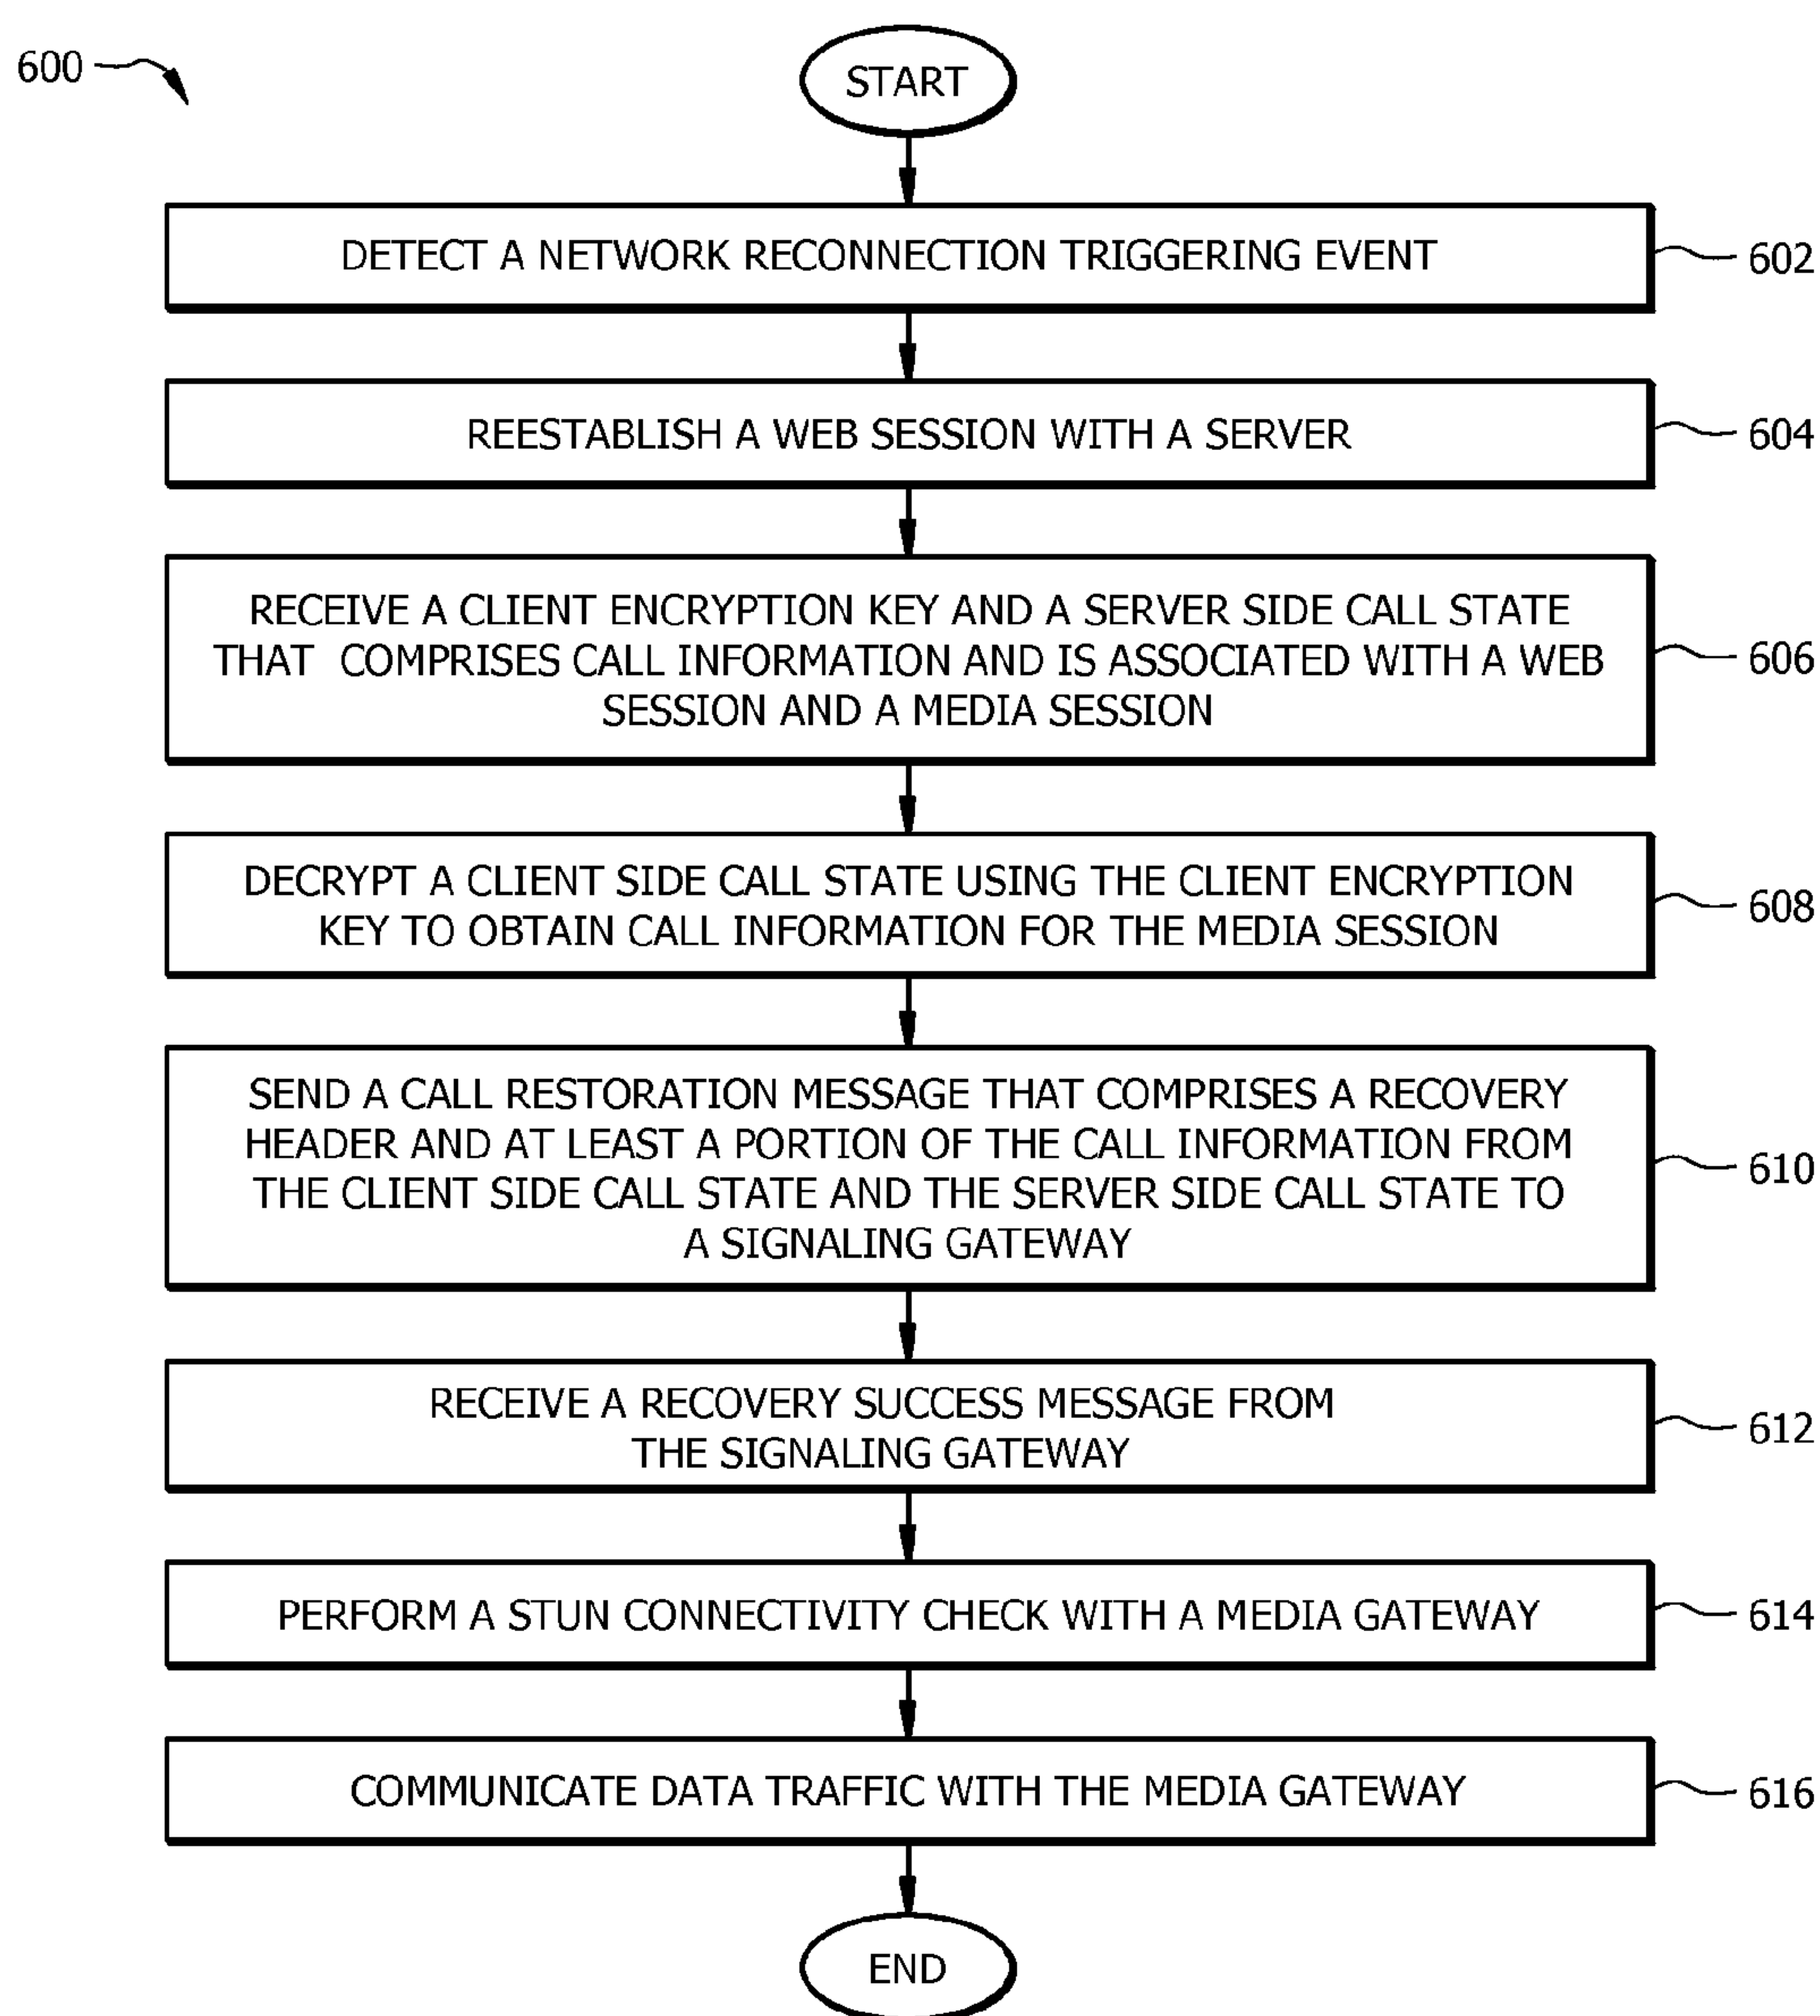 600
START
DETECT A NETWORK RECONNECTION TRIGGERING EVENT
602
REESTABLISH A WEB SESSION WITH A SERVER
604
RECEIVE A CLIENT ENCRYPTION KEY AND A SERVER SIDE CALL STATE
THAT COMPRISES CALL INFORMATION AND IS ASSOCIATED WITH A WEB
SESSION AND A MEDIA SESSION
606
DECRYPT A CLIENT SIDE CALL STATE USING THE CLIENT ENCRYPTION
KEY TO OBTAIN CALL INFORMATION FOR THE MEDIA SESSION
608
SEND A CALL RESTORATION MESSAGE THAT COMPRISES A RECOVERY
HEADER AND AT LEAST A PORTION OF THE CALL INFORMATION FROM
THE CLIENT SIDE CALL STATE AND THE SERVER SIDE CALL STATE TO
A SIGNALING GATEWAY
610
RECEIVE A RECOVERY SUCCESS MESSAGE FROM
THE SIGNALING GATEWAY
612
PERFORM A STUN CONNECTIVITY CHECK WITH A MEDIA GATEWAY
614
COMMUNICATE DATA TRAFFIC WITH THE MEDIA GATEWAY
616
END